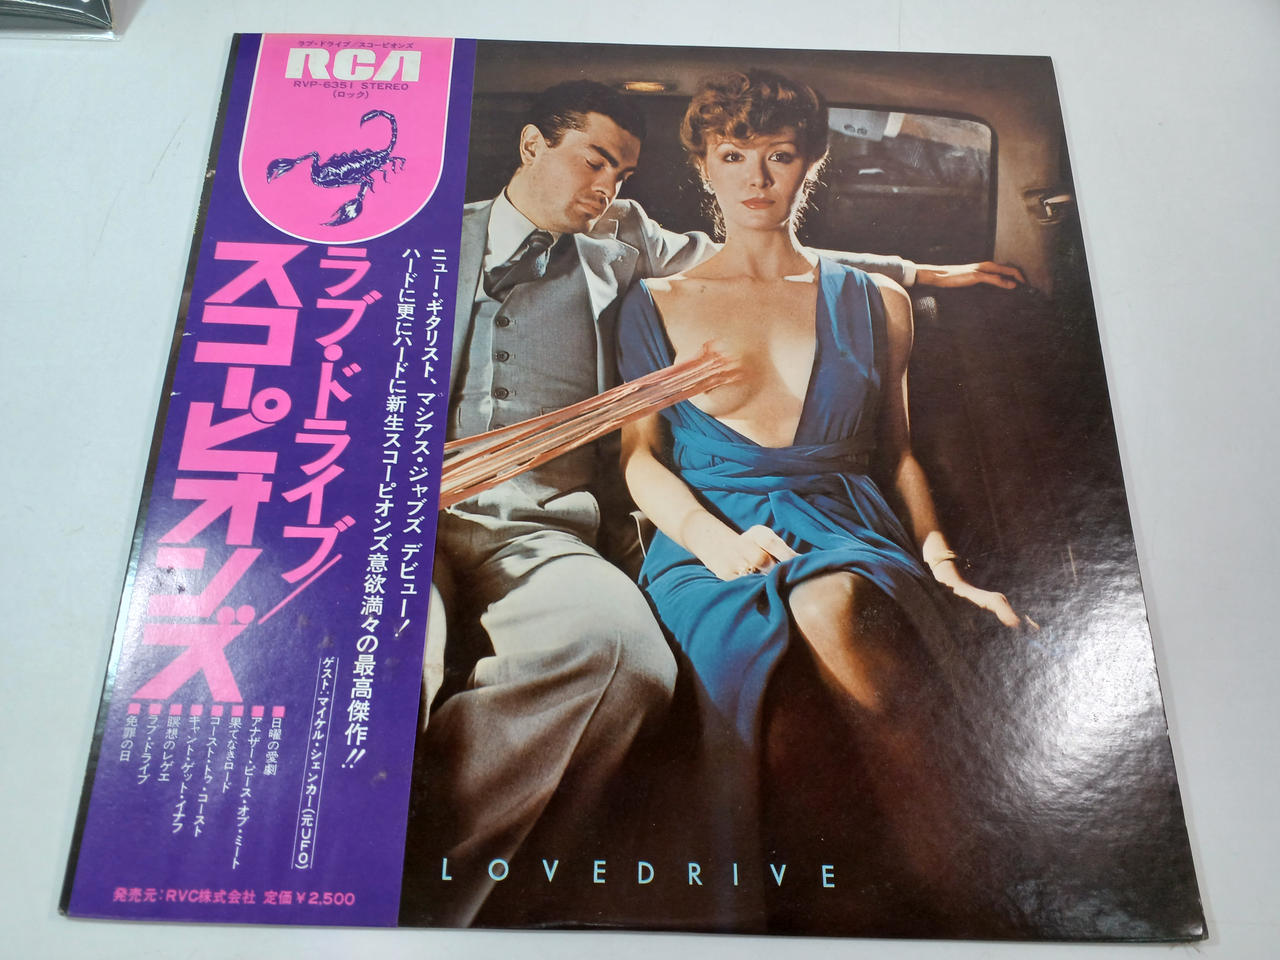 ラブ・ドライブ/スコーピオンズ
RCA
RVP-6351 STEREO
(ロック)
ニュー・ギタリスト、マシアス・ジャブズ デビュー!
ハードに更にハードに新生スコーピオンズ意欲満々の最高傑作!!
ラブ・ドライブ/
スコーピオンズ
ゲスト:マイケル・シェンカー(元UFO)
■日曜の愛劇
■アナザー・ピース・オブ・ミート
■果てなきロード
■コースト・トゥ・コースト
■キャント・ゲット・イナフ
■瞑想のレゲエ
■ラブ・ドライブ
■免罪の日
発売元:RVC株式会社 定価¥2,500
LOVEDRIVE